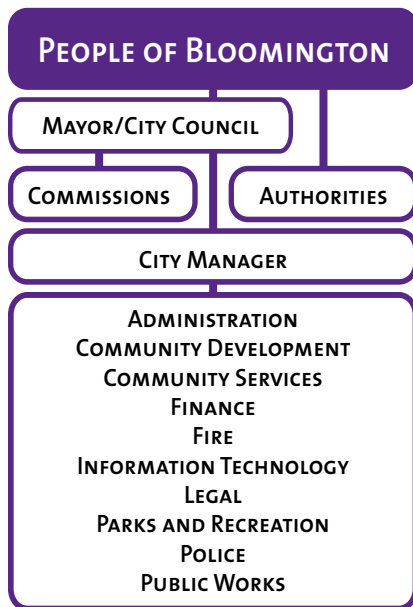 People of Bloomington
Mayor/City Council
Commissions
Authorities
City Manager
Administration
Community Development
Community Services
Finance
Fire
Information Technology
Legal
Parks and Recreation
Police
Public Works